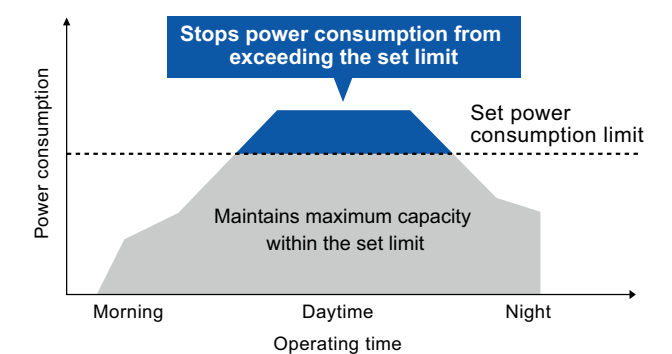 Stops power consumption from
exceeding the set limit
Set power
consumption limit
Power consumption
Maintains maximum capacity
within the set limit
Morning
Daytime
Night
Operating time